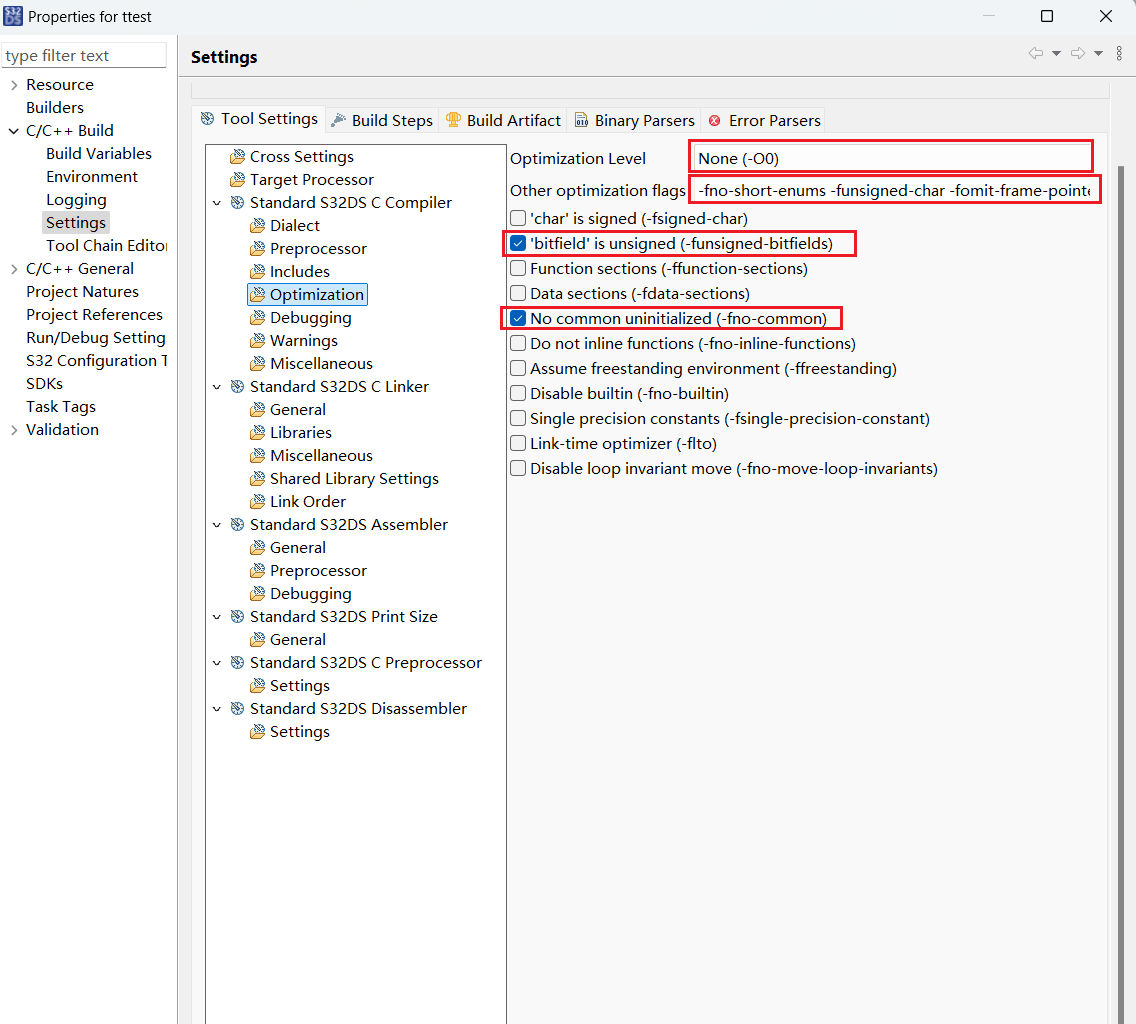 S32
DS
Properties for ttest
type filter text
Resource
Builders
C/C++ Build
Build Variables
Environment
Logging
Settings
Tool Chain Editor
C/C++ General
Project Natures
Project References
Run/Debug Setting
S32 Configuration T
SDKs
Task Tags
Validation
Settings
Tool Settings
Build Steps
Build Artifact
Binary Parsers
Error Parsers
Cross Settings
Target Processor
Standard S32DS C Compiler
Dialect
Preprocessor
Includes
Optimization
Debugging
Warnings
Miscellaneous
Standard S32DS C Linker
General
Libraries
Miscellaneous
Shared Library Settings
Link Order
Standard S32DS Assembler
General
Preprocessor
Debugging
Standard S32DS Print Size
General
Standard S32DS C Preprocessor
Settings
Standard S32DS Disassembler
Settings
Optimization Level None (-O0)
Other optimization flags -fno-short-enums -funsigned-char -fomit-frame-pointe
'char' is signed (-fsigned-char)
'bitfield' is unsigned (-funsigned-bitfields)
Function sections (-ffunction-sections)
Data sections (-fdata-sections)
No common uninitialized (-fno-common)
Do not inline functions (-fno-inline-functions)
Assume freestanding environment (-ffreestanding)
Disable builtin (-fno-builtin)
Single precision constants (-fsingle-precision-constant)
Link-time optimizer (-flto)
Disable loop invariant move (-fno-move-loop-invariants)